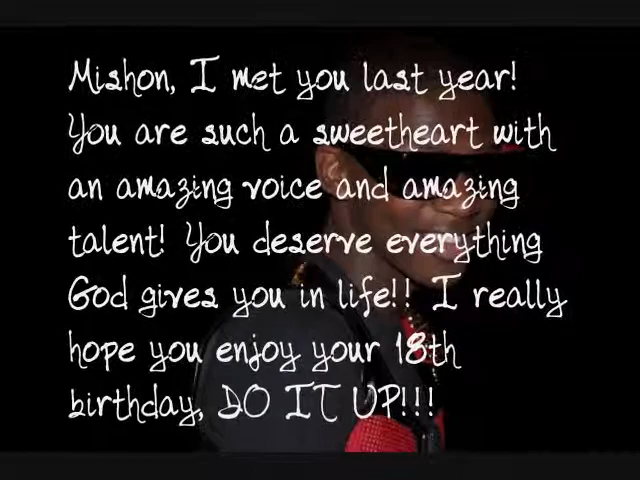 Mishon, I met you last year!
You are such a sweetheart with
an amazing voice and amazing
talent! You deserve everything
God gives you in life!! I really
hope you enjoy your 18th
birthday, DO IT UP!!!